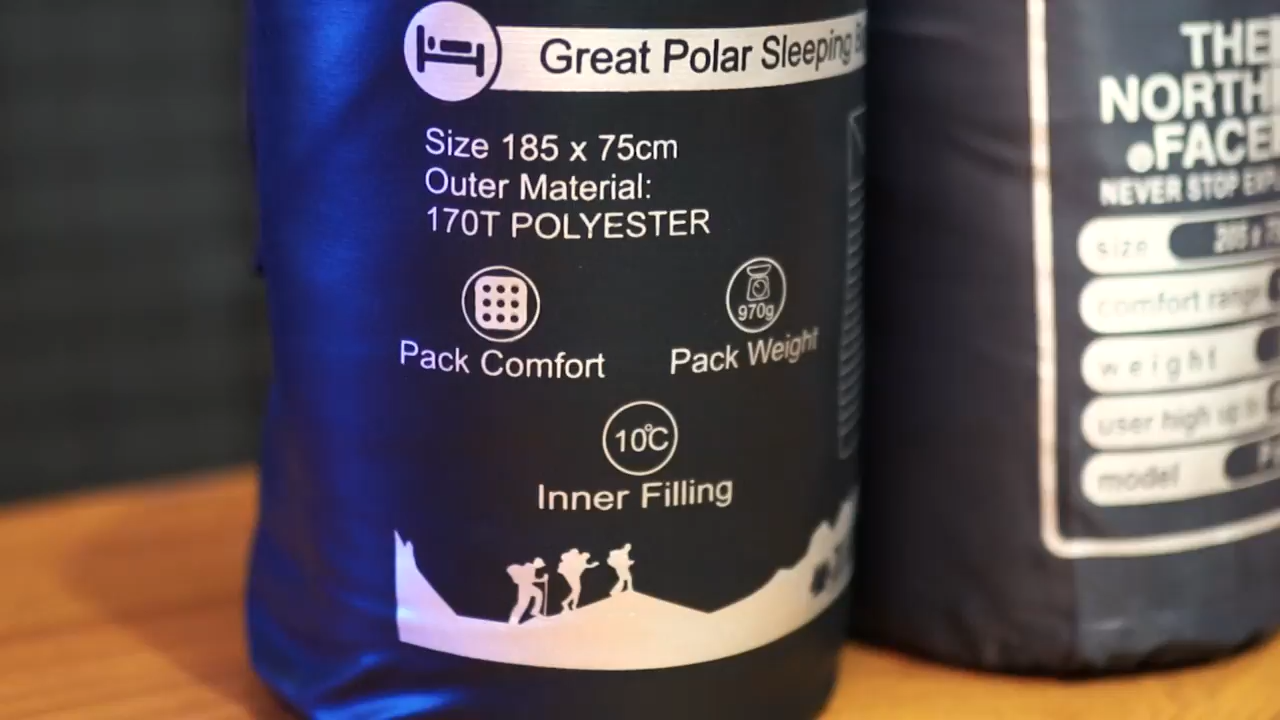 Great Polar Sleeping
Size 185 x 75cm
Outer Material:
170T POLYESTER
970g
Pack Comfort
Pack Weight
10℃
Inner Filling
THE
NORTH
FACE
NEVER STOP
size
comfort range
weight
user high up to
model